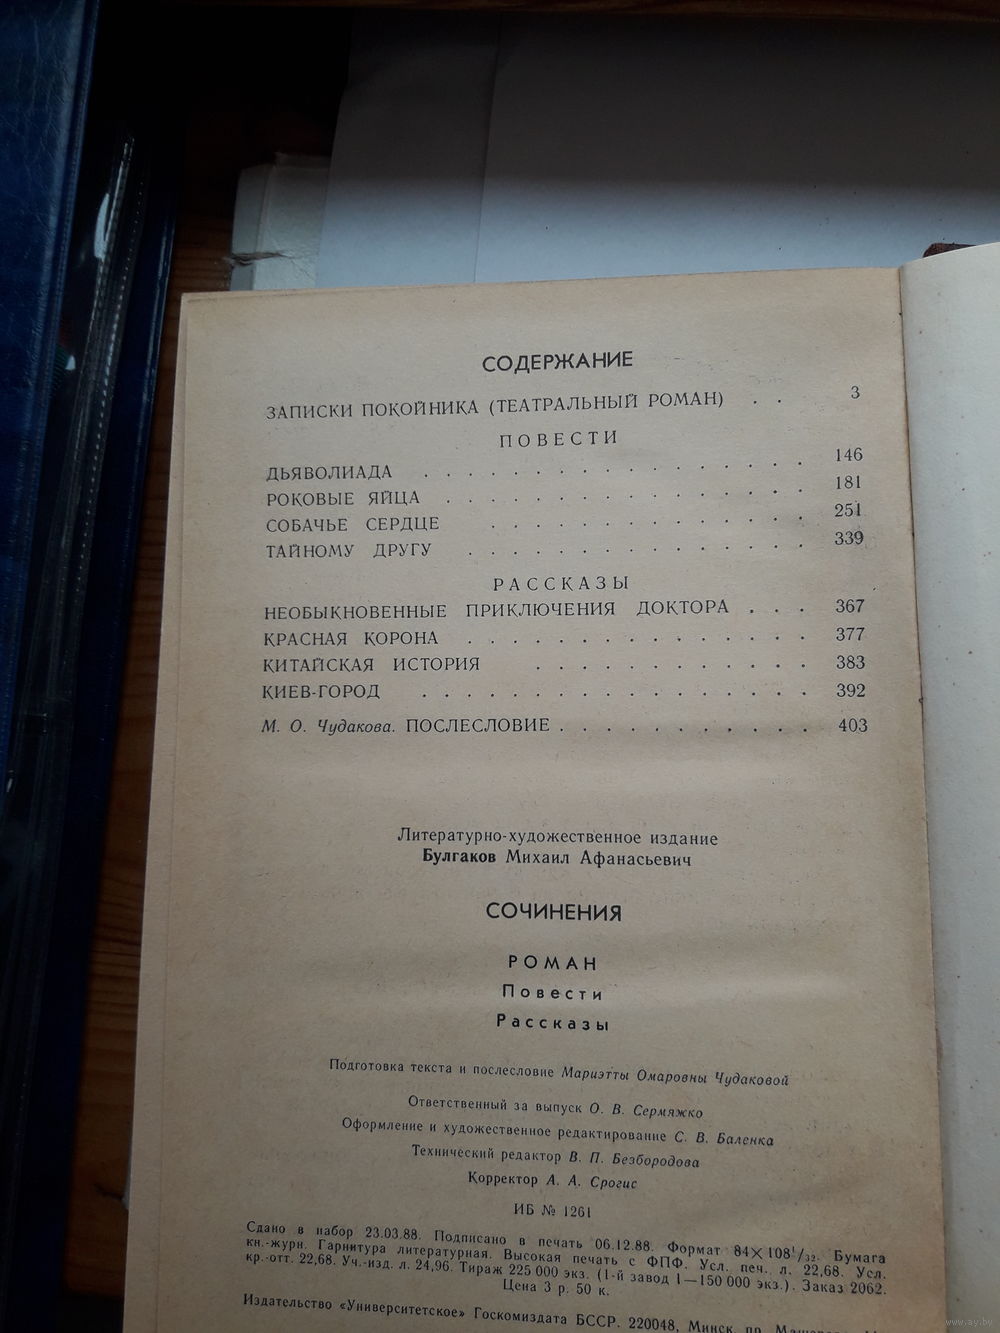 СОДЕРЖАНИЕ
ЗАПИСКИ ПОКОЙНИКА (ТЕАТРАЛЬНЫЙ РОМАН) . . 3
ПОВЕСТИ
ДЬЯВОЛИАДА . . . . . . . . . . . . . . . . . 146
РОКОВЫЕ ЯЙЦА . . . . . . . . . . . . . . . . 181
СОБАЧЬЕ СЕРДЦЕ . . . . . . . . . . . . . . 251
ТАЙНОМУ ДРУГУ . . . . . . . . . . . . . . . 339
РАССКАЗЫ
НЕОБЫКНОВЕННЫЕ ПРИКЛЮЧЕНИЯ ДОКТОРА . . . 367
КРАСНАЯ КОРОНА . . . . . . . . . . . . . . . 377
КИТАЙСКАЯ ИСТОРИЯ . . . . . . . . . . . . 383
КИЕВ-ГОРОД . . . . . . . . . . . . . . . . . 392
М. О. Чудакова. ПОСЛЕСЛОВИЕ . . . . . . . . . . . 403
Литературно-художественное издание
Булгаков Михаил Афанасьевич
СОЧИНЕНИЯ
РОМАН
Повести
Рассказы
Подготовка текста и послесловие Мариэтты Омаровны Чудаковой
Ответственный за выпуск О. В. Сермяжко
Оформление и художественное редактирование С. В. Баленка
Технический редактор В. П. Безбородова
Корректор А. А. Срогис
ИБ № 1261
Сдано в набор 23.03.88. Подписано в печать 06.12.88. Формат 84×108¹/₃₂. Бумага
кн.-журн. Гарнитура литературная. Высокая печать с ФПФ. Усл. печ. л. 22,68. Усл.
кр.-отт. 22,68. Уч.-изд. л. 24,96. Тираж 225 000 экз. (1-й завод 1—150 000 экз.). Заказ 2062.
Цена 3 р. 50 к.
Издательство «Университетское» Госкомиздата БССР. 220048, Минск, пр. Машерова,
www.ay.by